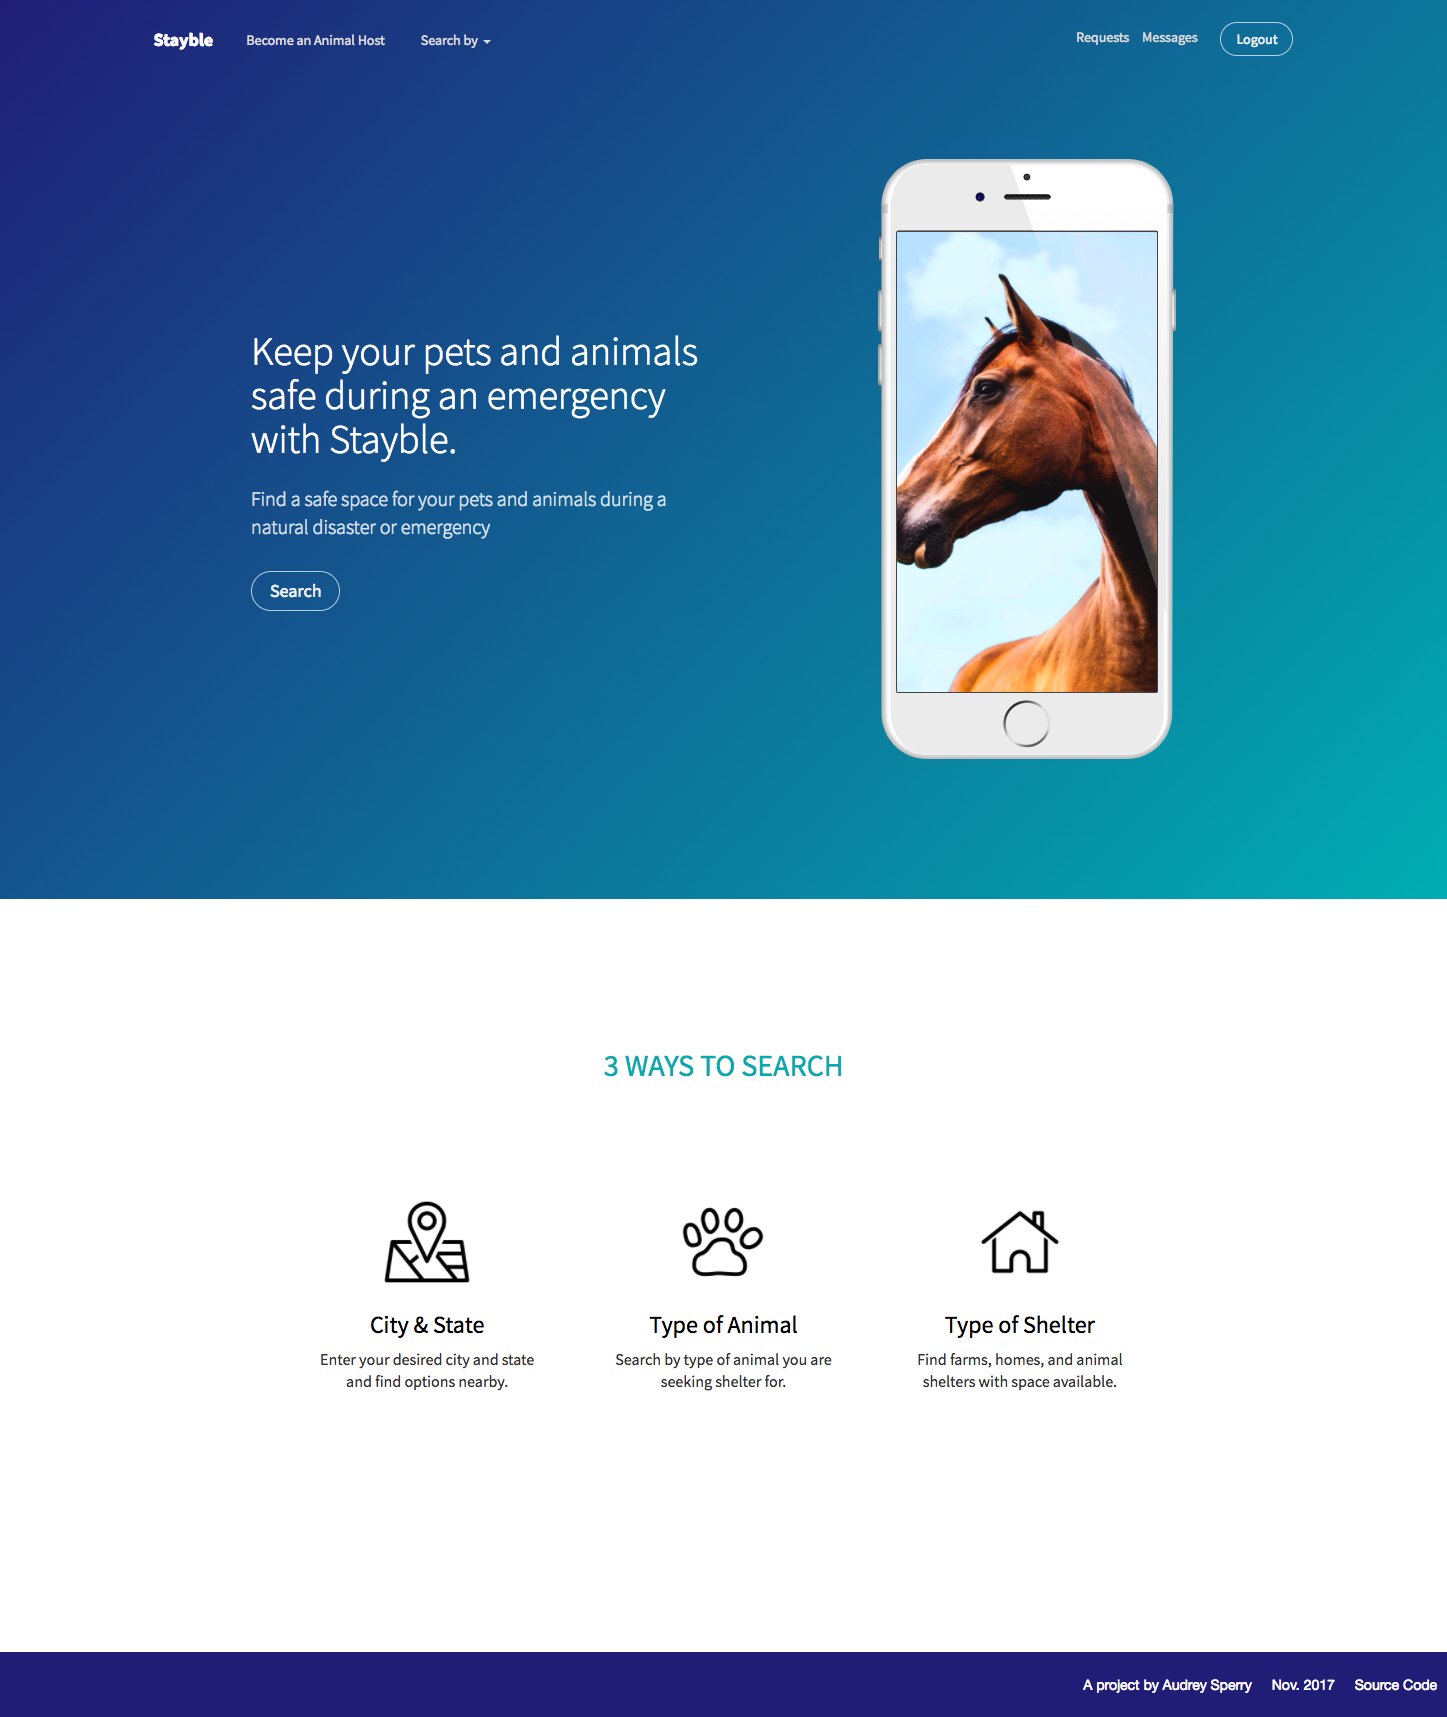 Stayble
Become an Animal Host
Search by
Requests
Messages
Logout
Keep your pets and animals
safe during an emergency
with Stayble.
Find a safe space for your pets and animals during a
natural disaster or emergency
Search
3 WAYS TO SEARCH
City & State
Enter your desired city and state
and find options nearby.
Type of Animal
Search by type of animal you are
seeking shelter for.
Type of Shelter
Find farms, homes, and animal
shelters with space available.
A project by Audrey Sperry
Nov. 2017
Source Code